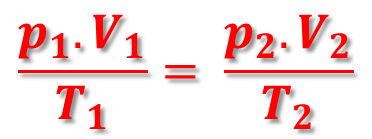 p₁.V₁ / T₁ = p₂.V₂ / T₂